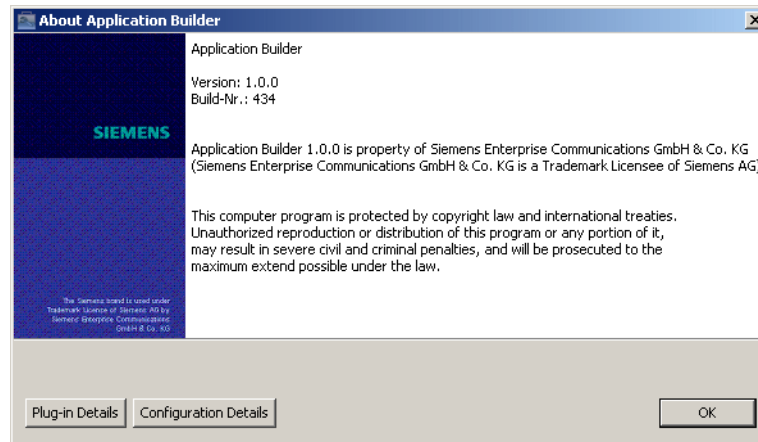 About Application Builder
Application Builder
Version: 1.0.0
Build-Nr.: 434
SIEMENS
Application Builder 1.0.0 is property of Siemens Enterprise Communications GmbH & Co. KG
(Siemens Enterprise Communications GmbH & Co. KG is a Trademark Licensee of Siemens AG)
This computer program is protected by copyright law and international treaties.
Unauthorized reproduction or distribution of this program or any portion of it,
may result in severe civil and criminal penalties, and will be prosecuted to the
maximum extend possible under the law.
The Siemens brand is used under
Trademark License of Siemens AG by
Siemens Enterprise Communications
GmbH & Co. KG
Plug-in Details
Configuration Details
OK